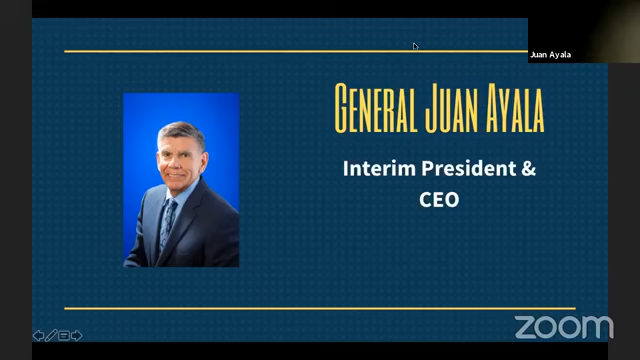 Juan Ayala
General Juan Ayala
Interim President &
CEO
zoom